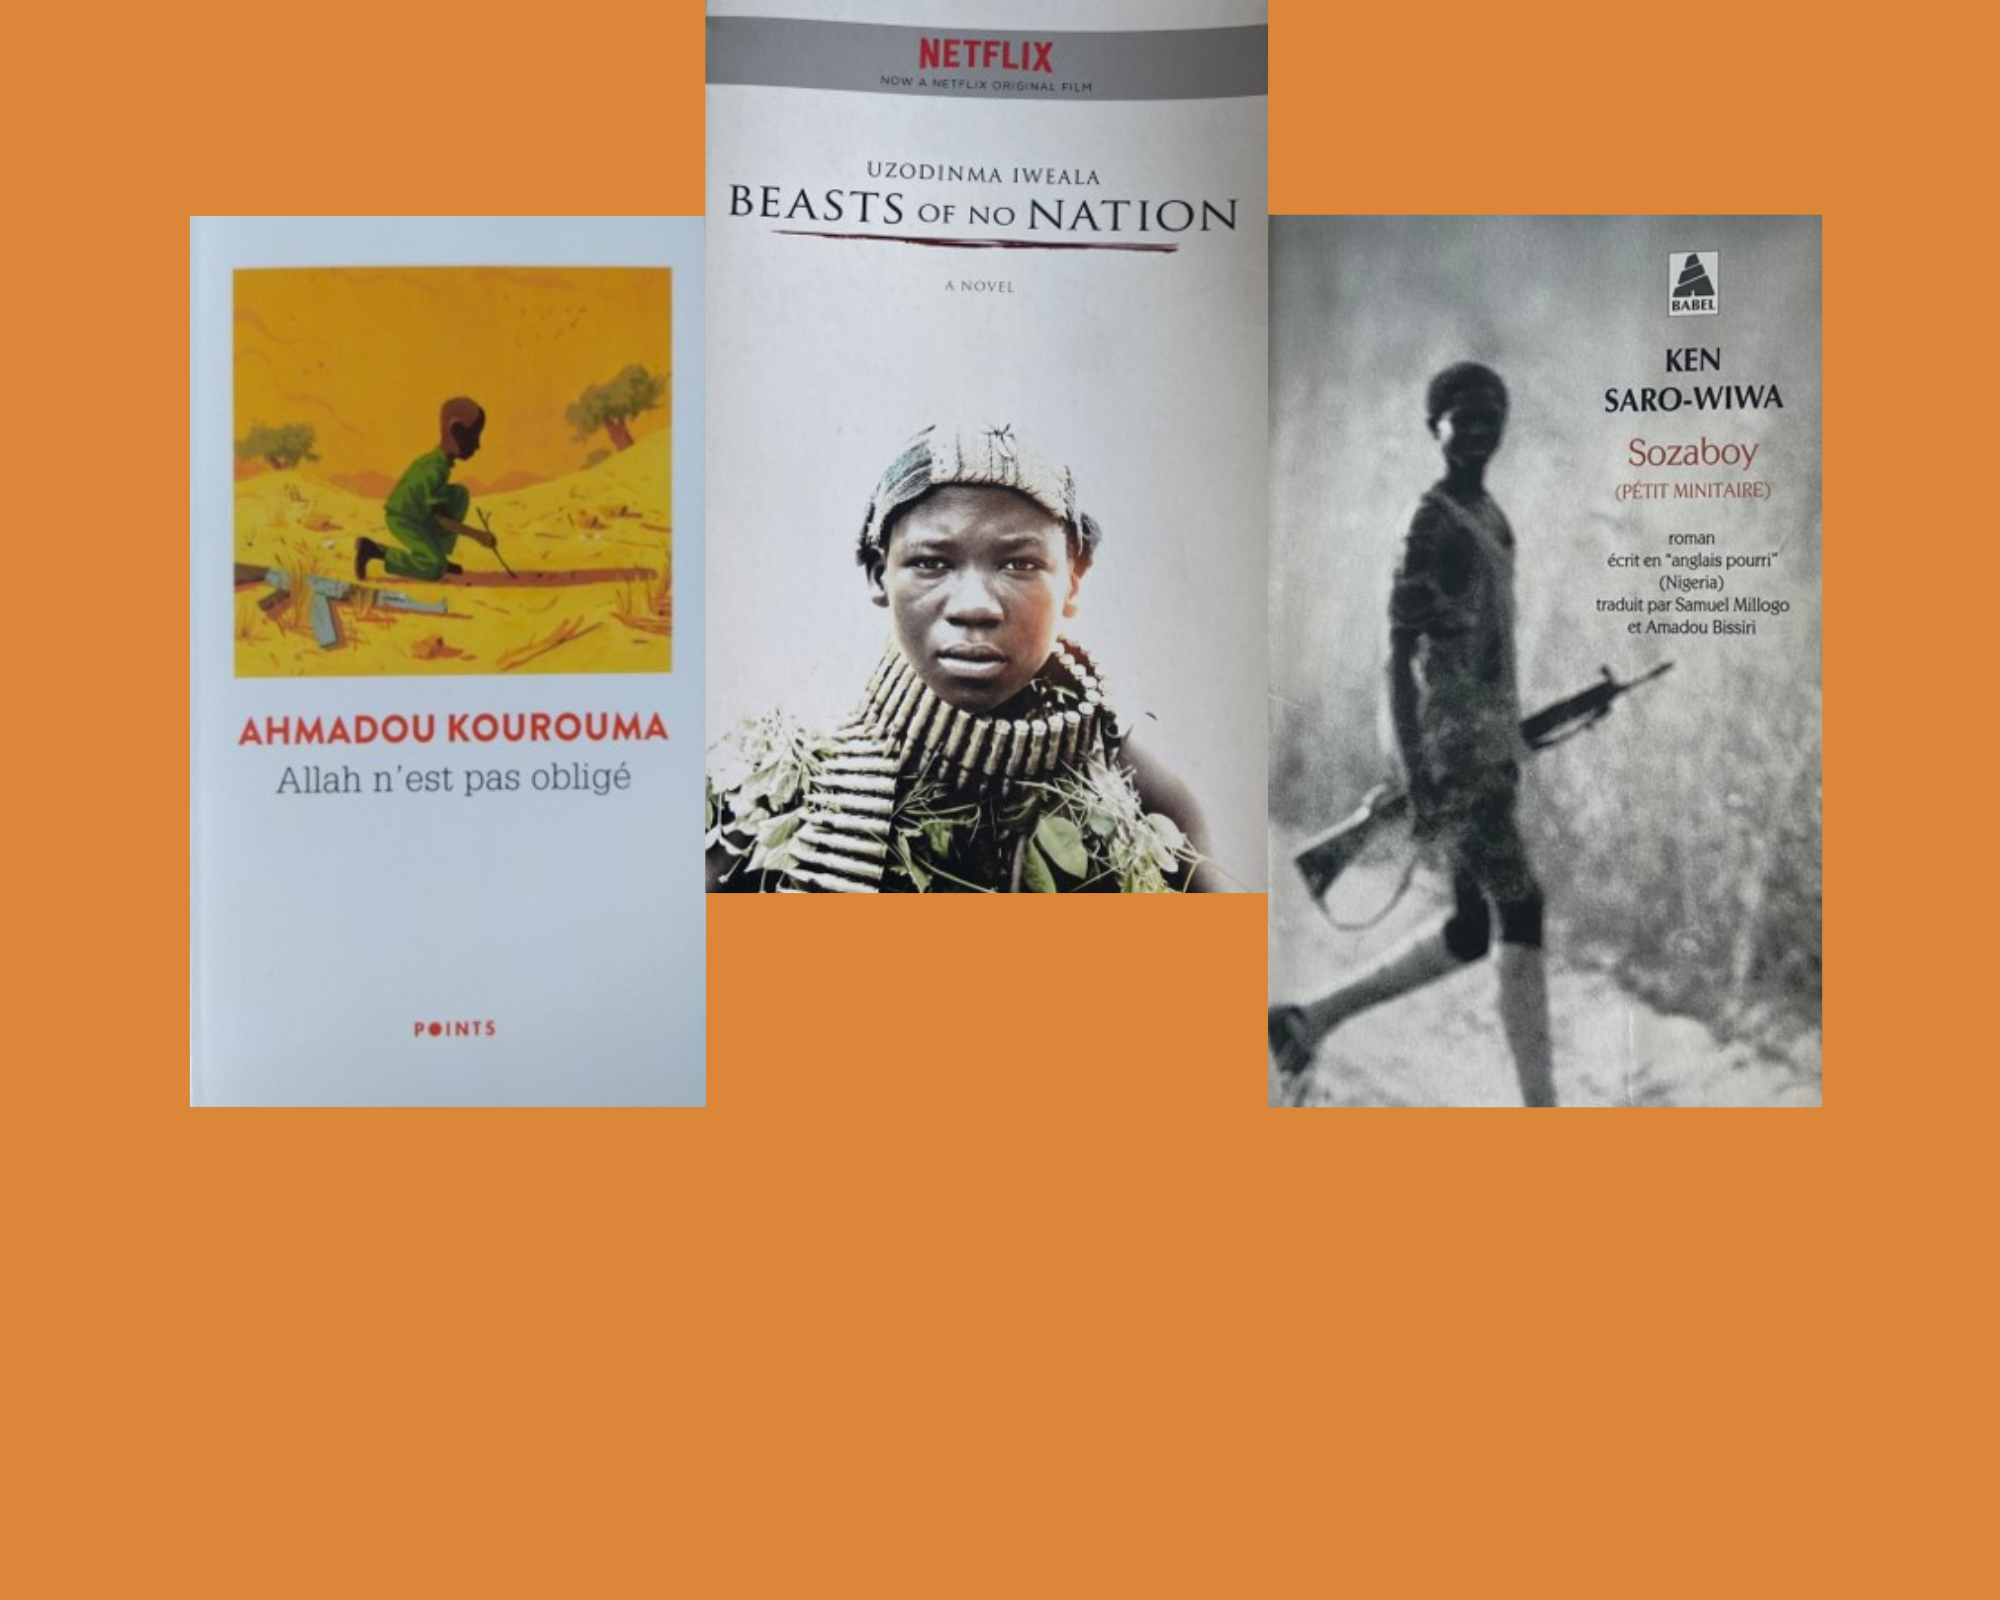 AHMADOU KOUROUMA
Allah n'est pas obligé
POINTS
NETFLIX
NOW A NETFLIX ORIGINAL FILM
UZODINMA IWEALA
BEASTS OF NO NATION
A NOVEL
BABEL
KEN
SARO-WIWA
Sozaboy
(PÉTIT MINITAIRE)
roman
écrit en "anglais pourri"
(Nigeria)
traduit par Samuel Millogo
et Amadou Bissiri